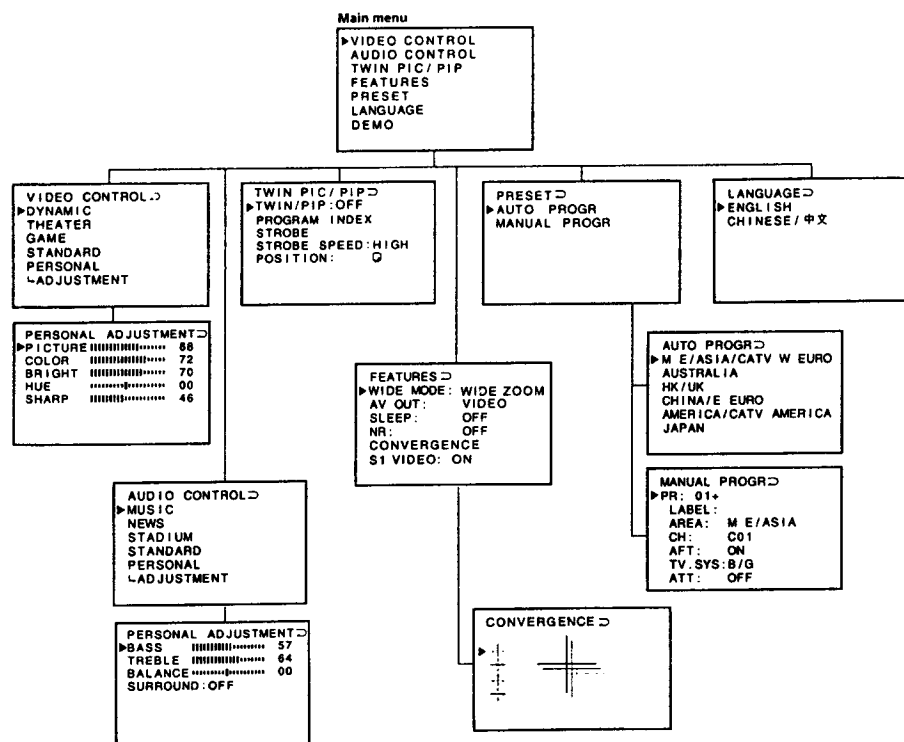 Main menu
▶VIDEO CONTROL
AUDIO CONTROL
TWIN PIC/PIP
FEATURES
PRESET
LANGUAGE
DEMO
VIDEO CONTROL
▶DYNAMIC
THEATER
GAME
STANDARD
PERSONAL
ADJUSTMENT
TWIN PIC/PIP
▶TWIN/PIP:OFF
PROGRAM INDEX
STROBE
STROBE SPEED:HIGH
POSITION:
PRESET
▶AUTO PROGR
MANUAL PROGR
LANGUAGE
▶ENGLISH
CHINESE/中文
PERSONAL ADJUSTMENT
▶PICTURE 88
COLOR 72
BRIGHT 70
HUE 00
SHARP 46
FEATURES
▶WIDE MODE: WIDE ZOOM
AV OUT: VIDEO
SLEEP: OFF
NR: OFF
CONVERGENCE
S1 VIDEO: ON
AUTO PROGR
▶M E/ASIA/CATV W EURO
AUSTRALIA
HK/UK
CHINA/E EURO
AMERICA/CATV AMERICA
JAPAN
AUDIO CONTROL
▶MUSIC
NEWS
STADIUM
STANDARD
PERSONAL
ADJUSTMENT
MANUAL PROGR
▶PR: 01+
LABEL:
AREA: M E/ASIA
CH: C01
AFT: ON
TV.SYS:B/G
ATT: OFF
PERSONAL ADJUSTMENT
▶BASS 57
TREBLE 64
BALANCE 00
SURROUND:OFF
CONVERGENCE